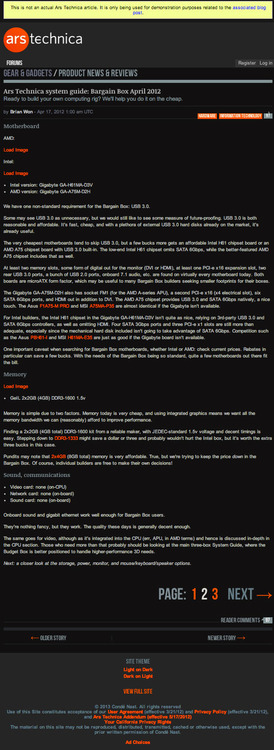 This is not an actual Ars Technica article. It is only being used for demonstration purposes related to the associated blog
post.
ars technica
FORUMS
Register Log in
GEAR & GADGETS / PRODUCT NEWS & REVIEWS
Ars Technica system guide: Bargain Box April 2012
Ready to build your own computing rig? We'll help you do it on the cheap.
by Brian Won - Apr 17, 2012 1:00 am UTC
HARDWARE INFORMATION TECHNOLOGY
Motherboard
AMD:
Load Image
Intel:
Load Image
• Intel version: Gigabyte GA-H61MA-D3V
• AMD version: Gigabyte GA-A75M-D2H
We have one non-standard requirement for the Bargain Box: USB 3.0.
Some may see USB 3.0 as unnecessary, but we would still like to see some measure of future-proofing. USB 3.0 is both
reasonable and affordable. It's fast, cheap, and with a plethora of external USB 3.0 hard disks already on the market, it's
already useful.
The very cheapest motherboards tend to skip USB 3.0, but a few bucks more gets an affordable Intel H61 chipset board or an
AMD A75 chipset board with USB 3.0 built-in. The low-end Intel H61 chipset omits SATA 6Gbps, while the better-featured AMD
A75 chipset includes that as well.
At least two memory slots, some form of digital out for the monitor (DVI or HDMI), at least one PCI-e x16 expansion slot, two
rear USB 3.0 ports, a bunch of USB 2.0 ports, onboard 7.1 audio, etc. are found on virtually every motherboard today. Both
boards are microATX form factor, which may be useful to many Bargain Box builders seeking smaller footprints for their boxes.
The Gigabyte GA-A75M-D2H also has socket FM1 (for the AMD A-series APU), a second PCI-e x16 (x4 electrical) slot, six
SATA 6Gbps ports, and HDMI out in addition to DVI. The AMD A75 chipset provides USB 3.0 and SATA 6Gbps natively, a nice
touch. The Asus F1A75-M PRO and MSI A75MA-P35 are almost identical if the Gigabyte isn't available.
For Intel builders, the Intel H61 chipset in the Gigabyte GA-H61MA-D3V isn't quite as nice, relying on 3rd-party USB 3.0 and
SATA 6Gbps controllers, as well as omitting HDMI. Four SATA 3Gbps ports and three PCI-e x1 slots are still more than
adequate, especially since the mechanical hard disk included isn't going to take advantage of SATA 6Gbps. Competition such
as the Asus P8H61-I and MSI H61MA-E35 are just as good if the Gigabyte board isn't available.
One important caveat when searching for Bargain Box motherboards, whether Intel or AMD: check current prices. Rebates in
particular can save a few bucks. With the needs of the Bargain Box being so standard, quite a few motherboards out there fit
the bill.
Memory
Load Image
• GeiL 2x2GB (4GB) DDR3-1600 1.5v
Memory is simple due to two factors. Memory today is very cheap, and using integrated graphics means we want all the
memory bandwidth we can (reasonably) afford to improve performance.
Finding a 2x2GB (4GB total) DDR3-1600 kit from a reliable maker, with JEDEC-standard 1.5v voltage and decent timings is
easy. Stepping down to DDR3-1333 might save a dollar or three and probably wouldn't hurt the Intel box, but it's worth the extra
three bucks in this case.
Pundits may note that 2x4GB (8GB total) memory is very affordable. True, but we're trying to keep the price down in the
Bargain Box. Of course, individual builders are free to make their own decisions!
Sound, communications
• Video card: none (on-CPU)
• Network card: none (on-board)
• Sound card: none (on-board)
Onboard sound and gigabit ethernet work well enough for Bargain Box users.
They're nothing fancy, but they work. The quality these days is generally decent enough.
The same goes for video, although as it's integrated into the CPU (err, APU, in AMD terms) and hence is discussed in-depth in
the CPU section. Those who need more than that probably should be looking at the main three-box System Guide, where the
Budget Box is better positioned to handle higher-performance 3D needs.
Next: a closer look at the storage, power, monitor, and mouse/keyboard/speaker options.
PAGE: 1 2 3 NEXT →
READER COMMENTS
← OLDER STORY
NEWER STORY →
SITE THEME
Light on Dark
Dark on Light
VIEW FULL SITE
© 2013 Condé Nast. All rights reserved
Use of this Site constitutes acceptance of our User Agreement (effective 3/21/12) and Privacy Policy (effective 3/21/12),
and Ars Technica Addendum (effective 5/17/2012)
Your California Privacy Rights
The material on this site may not be reproduced, distributed, transmitted, cached or otherwise used, except with the
prior written permission of Condé Nast.
Ad Choices